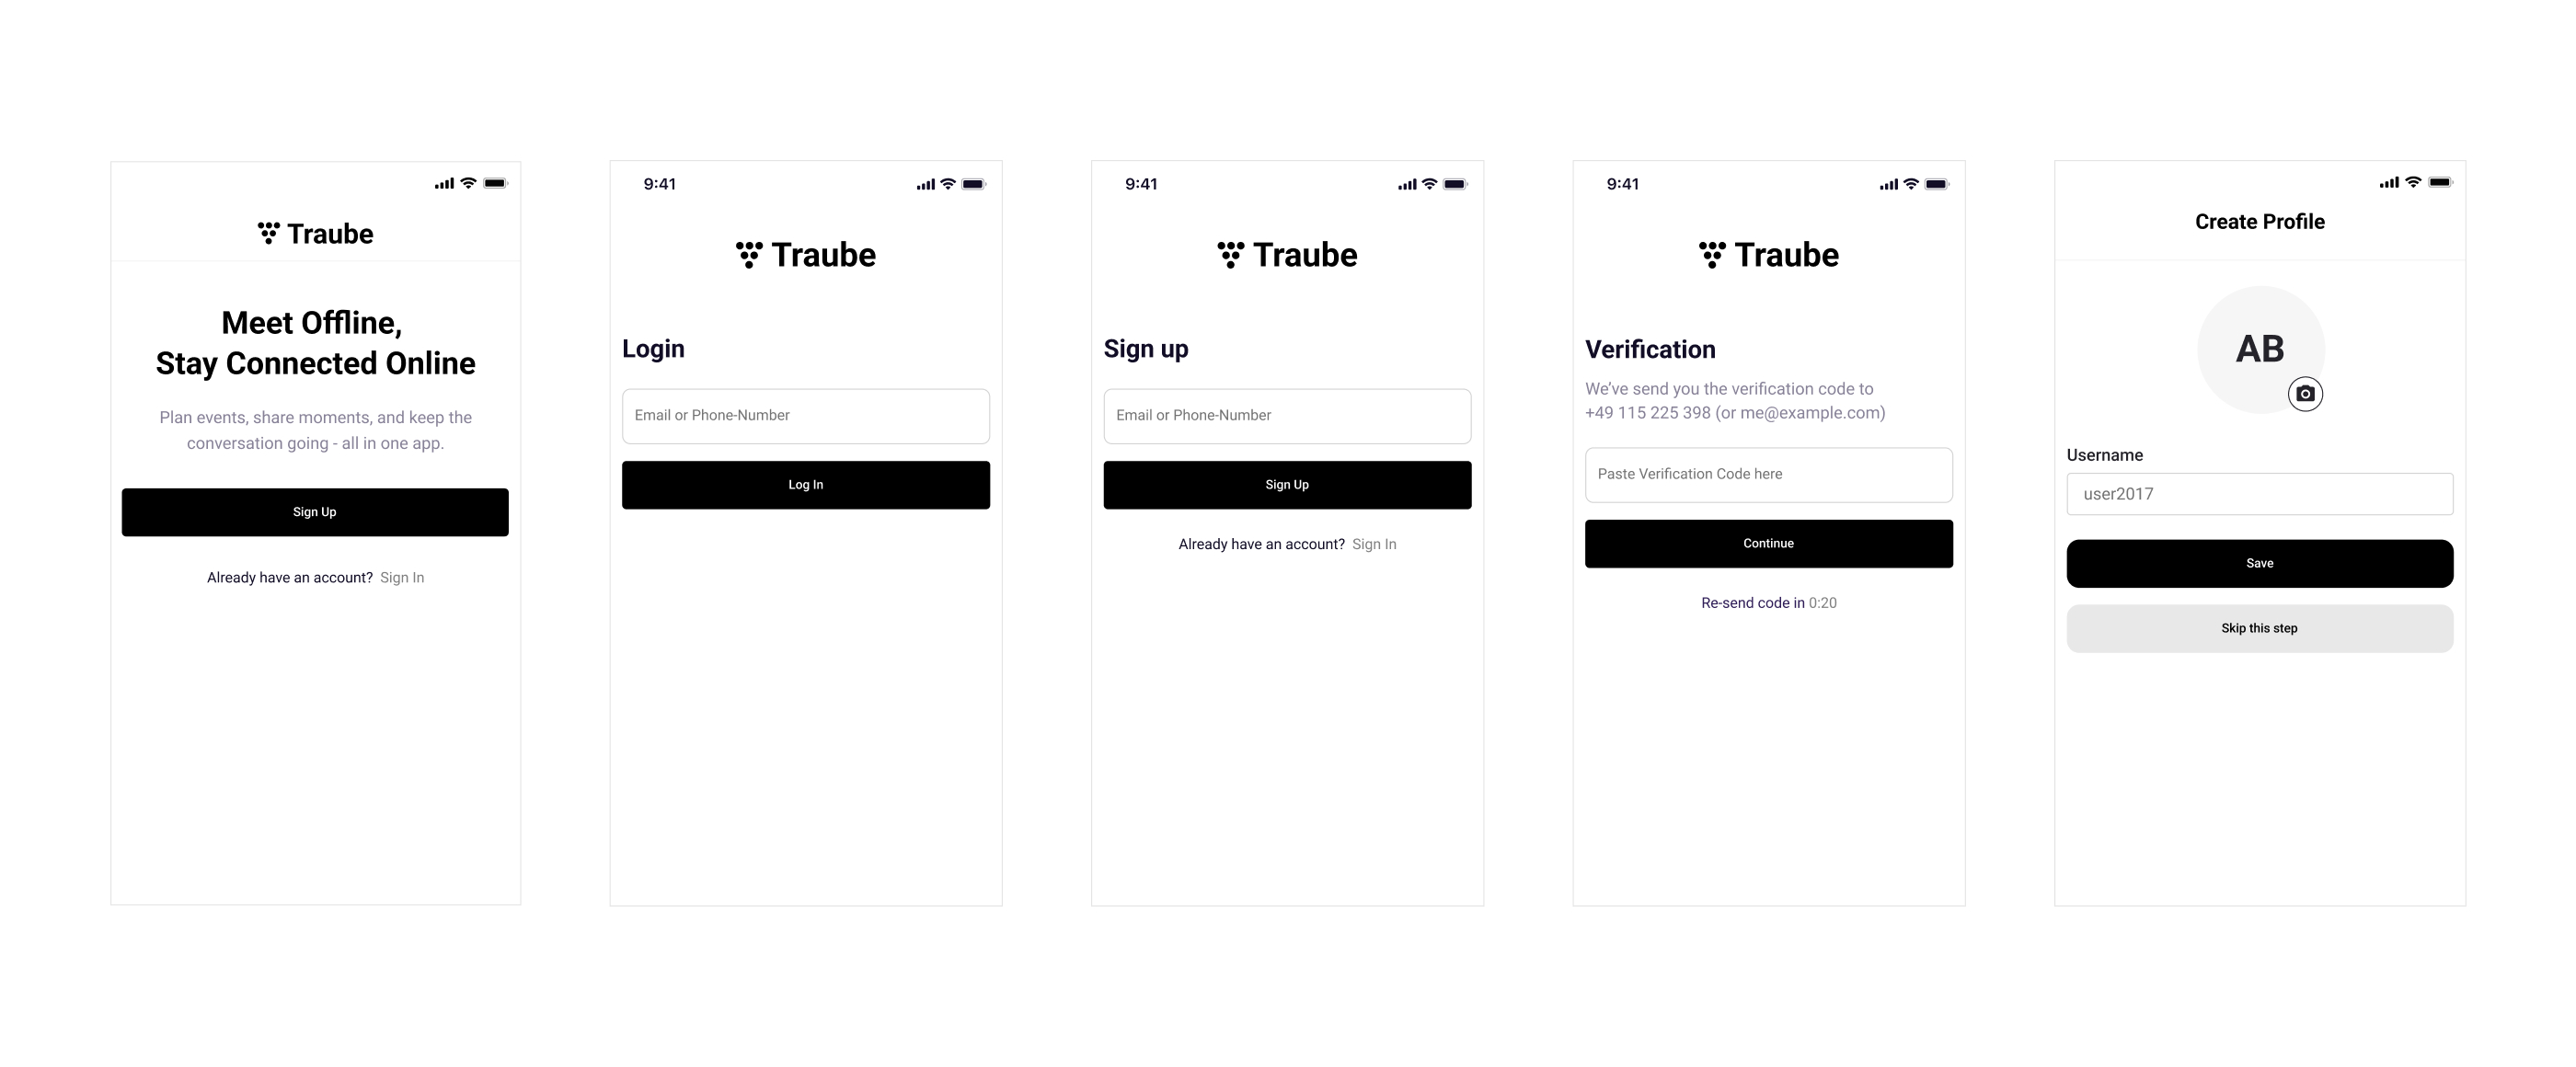 Traube
Meet Offline,
Stay Connected Online
Plan events, share moments, and keep the
conversation going - all in one app.
Sign Up
Already have an account? Sign In
9:41
Traube
Login
Email or Phone-Number
Log In
9:41
Traube
Sign up
Email or Phone-Number
Sign Up
Already have an account? Sign In
9:41
Traube
Verification
We've send you the verification code to
+49 115 225 398 (or me@example.com)
Paste Verification Code here
Continue
Re-send code in 0:20
Create Profile
AB
Username
user2017
Save
Skip this step